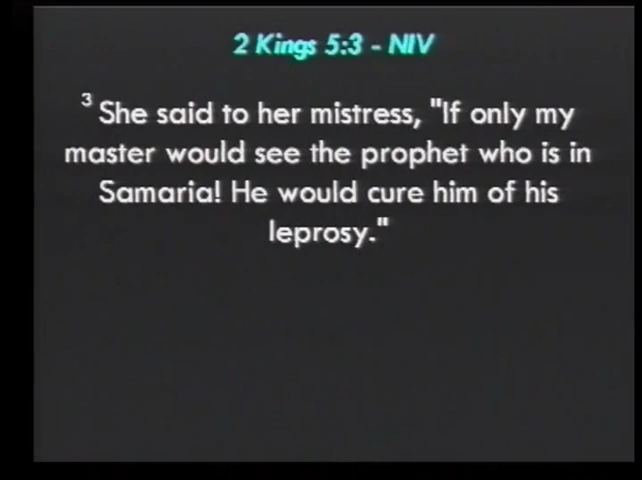 2 Kings 5:3 - NIV
3 She said to her mistress, "If only my
master would see the prophet who is in
Samaria! He would cure him of his
leprosy."